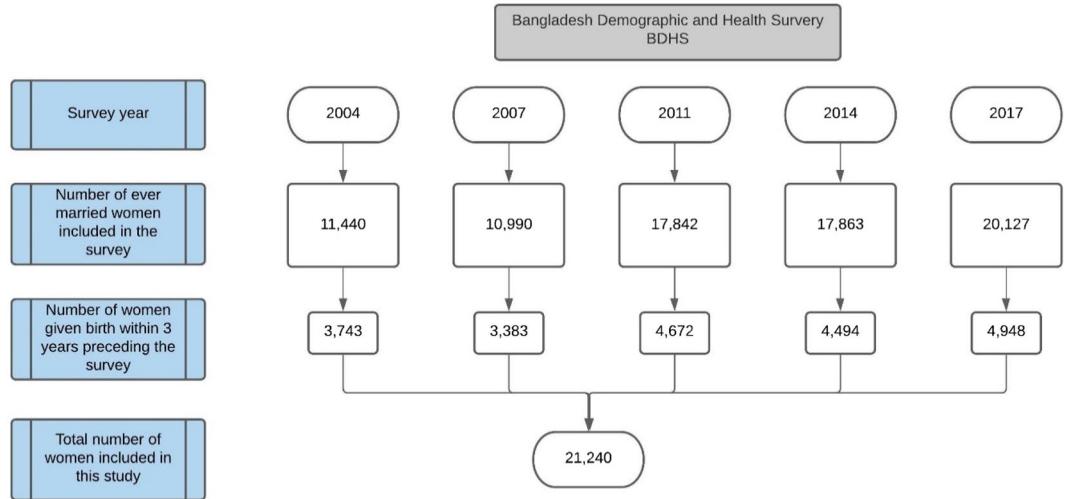 Bangladesh Demographic and Health Survery
BDHS
Survey year
2004
2007
2011
2014
2017
Number of ever
married women
included in the
survey
11,440
10,990
17,842
17,863
20,127
Number of women
given birth within 3
years preceding the
survey
3,743
3,383
4,672
4,494
4,948
Total number of
women included in
this study
21,240